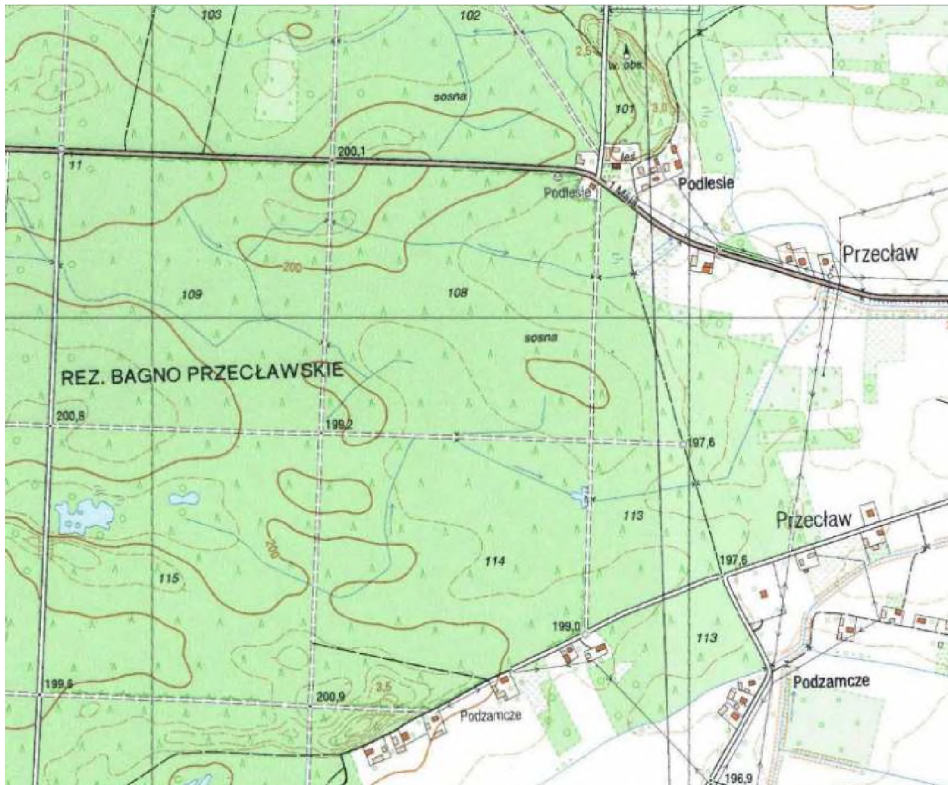 103
102
2,5
w. obs.
sosna
101
3,0
200,1
leś
11
Podlesie
Podlesie
Przecław
200
109
108
sosna
REZ. BAGNO PRZECŁAWSKIE
200,8
199,2
197,6
113
Przecław
200
114
115
197,6
199,0
113
199,6
200,9
3,5
Podzamcze
Podzamcze
196,9